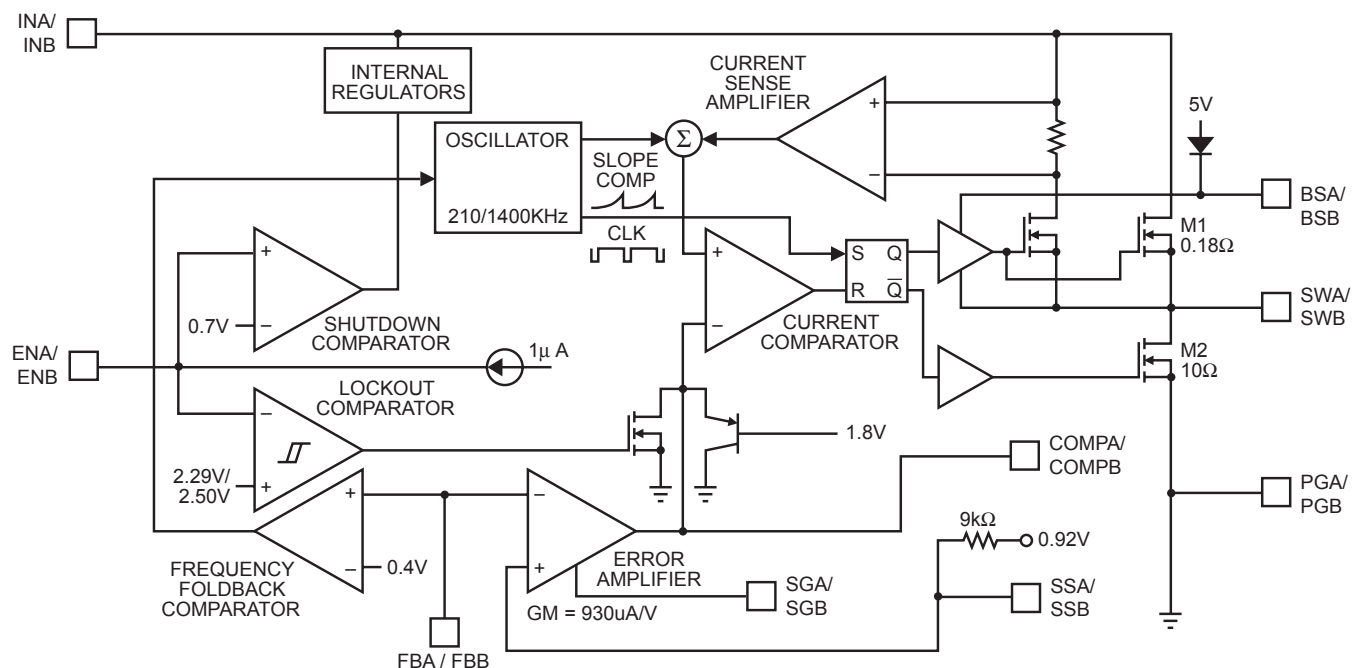 INA/
INB
INTERNAL
REGULATORS
CURRENT
SENSE
AMPLIFIER
+
−
5V
OSCILLATOR
210/1400KHz
Σ
SLOPE
COMP
CLK
BSA/
BSB
M1
0.18Ω
+
−
0.7V
SHUTDOWN
COMPARATOR
+
−
CURRENT
COMPARATOR
S Q
R Q̅
SWA/
SWB
ENA/
ENB
1μ A
M2
10Ω
LOCKOUT
COMPARATOR
−
+
2.29V/
2.50V
1.8V
COMPA/
COMPB
PGA/
PGB
+
−
0.4V
FREQUENCY
FOLDBACK
COMPARATOR
−
+
ERROR
AMPLIFIER
GM = 930uA/V
9kΩ
0.92V
SGA/
SGB
SSA/
SSB
FBA / FBB